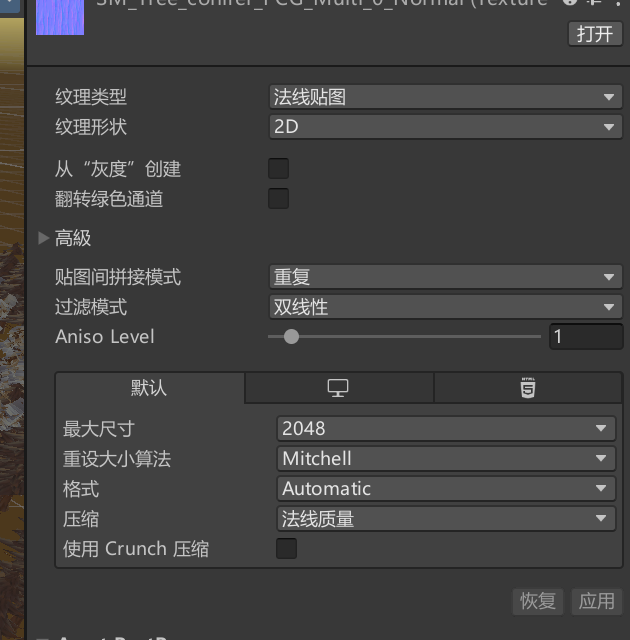 SM_Tree_conifer_PCG_Multi_6_Normal (Texture
打开
纹理类型 法线贴图
纹理形状 2D
从“灰度”创建
翻转绿色通道
高級
贴图间拼接模式 重复
过滤模式 双线性
Aniso Level 1
默认
最大尺寸 2048
重设大小算法 Mitchell
格式 Automatic
压缩 法线质量
使用 Crunch 压缩
恢复 应用